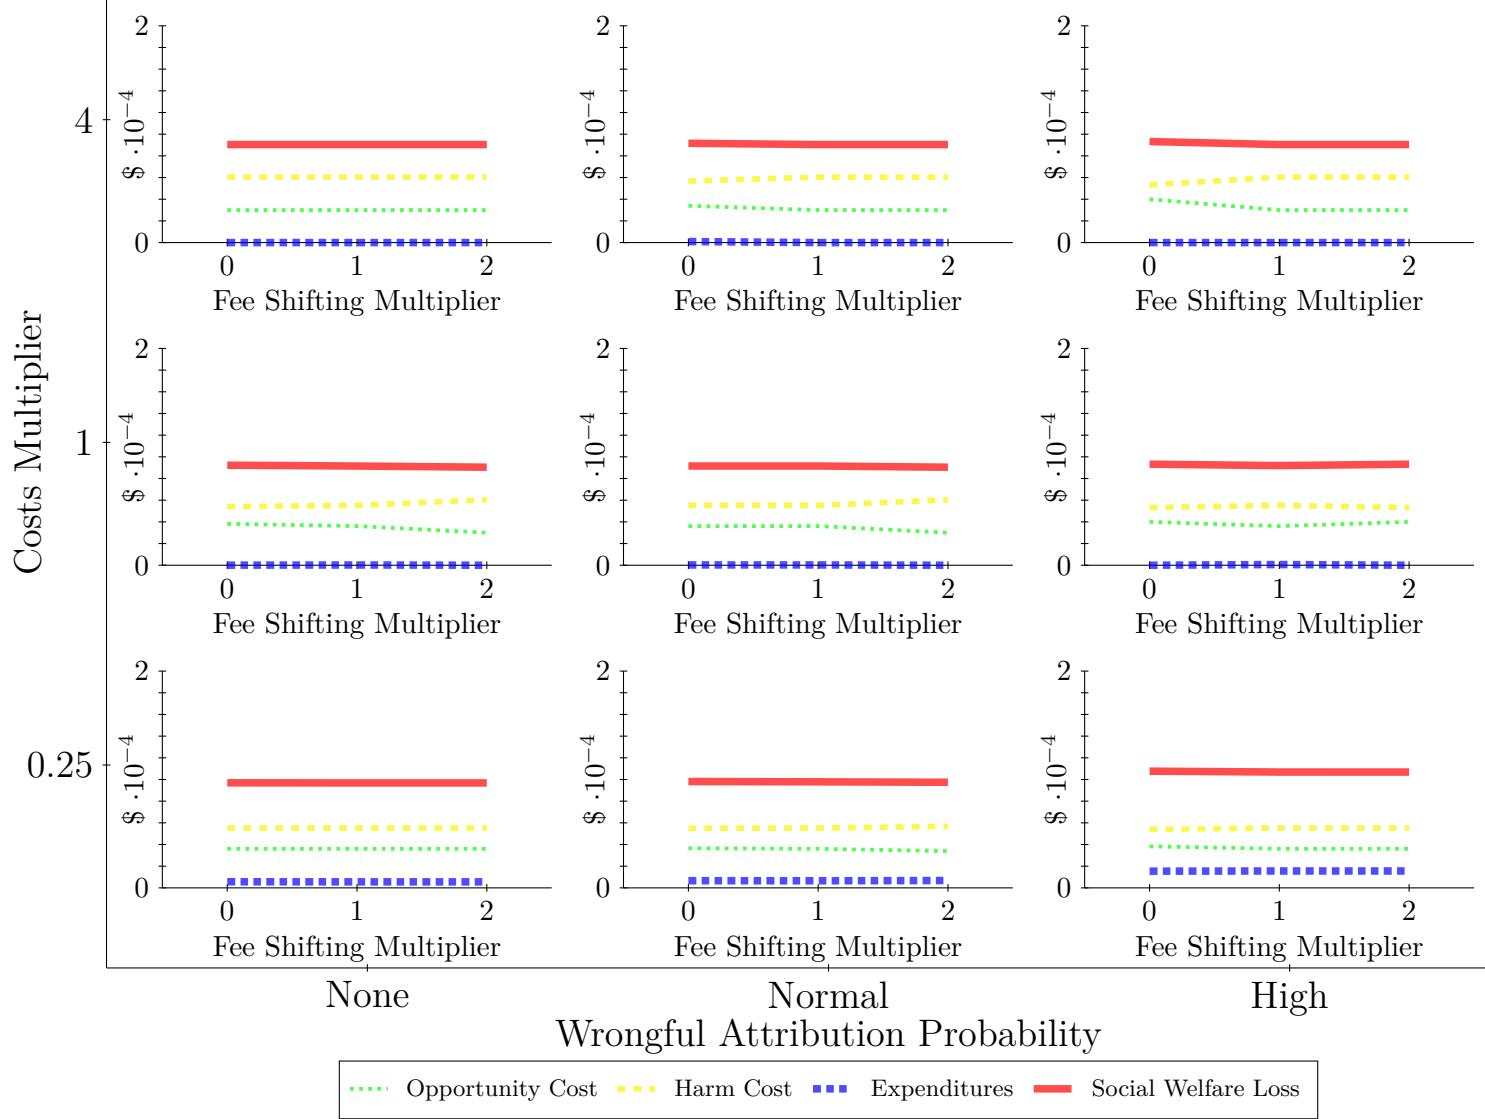 2
$ ·10⁻⁴
0
0 1 2
Fee Shifting Multiplier
2
$ ·10⁻⁴
0
0 1 2
Fee Shifting Multiplier
2
$ ·10⁻⁴
0
0 1 2
Fee Shifting Multiplier
4
2
$ ·10⁻⁴
0
0 1 2
Fee Shifting Multiplier
2
$ ·10⁻⁴
0
0 1 2
Fee Shifting Multiplier
2
$ ·10⁻⁴
0
0 1 2
Fee Shifting Multiplier
1
Costs Multiplier
2
$ ·10⁻⁴
0
0 1 2
Fee Shifting Multiplier
2
$ ·10⁻⁴
0
0 1 2
Fee Shifting Multiplier
2
$ ·10⁻⁴
0
0 1 2
Fee Shifting Multiplier
0.25
None Normal High
Wrongful Attribution Probability
Opportunity Cost Harm Cost Expenditures Social Welfare Loss